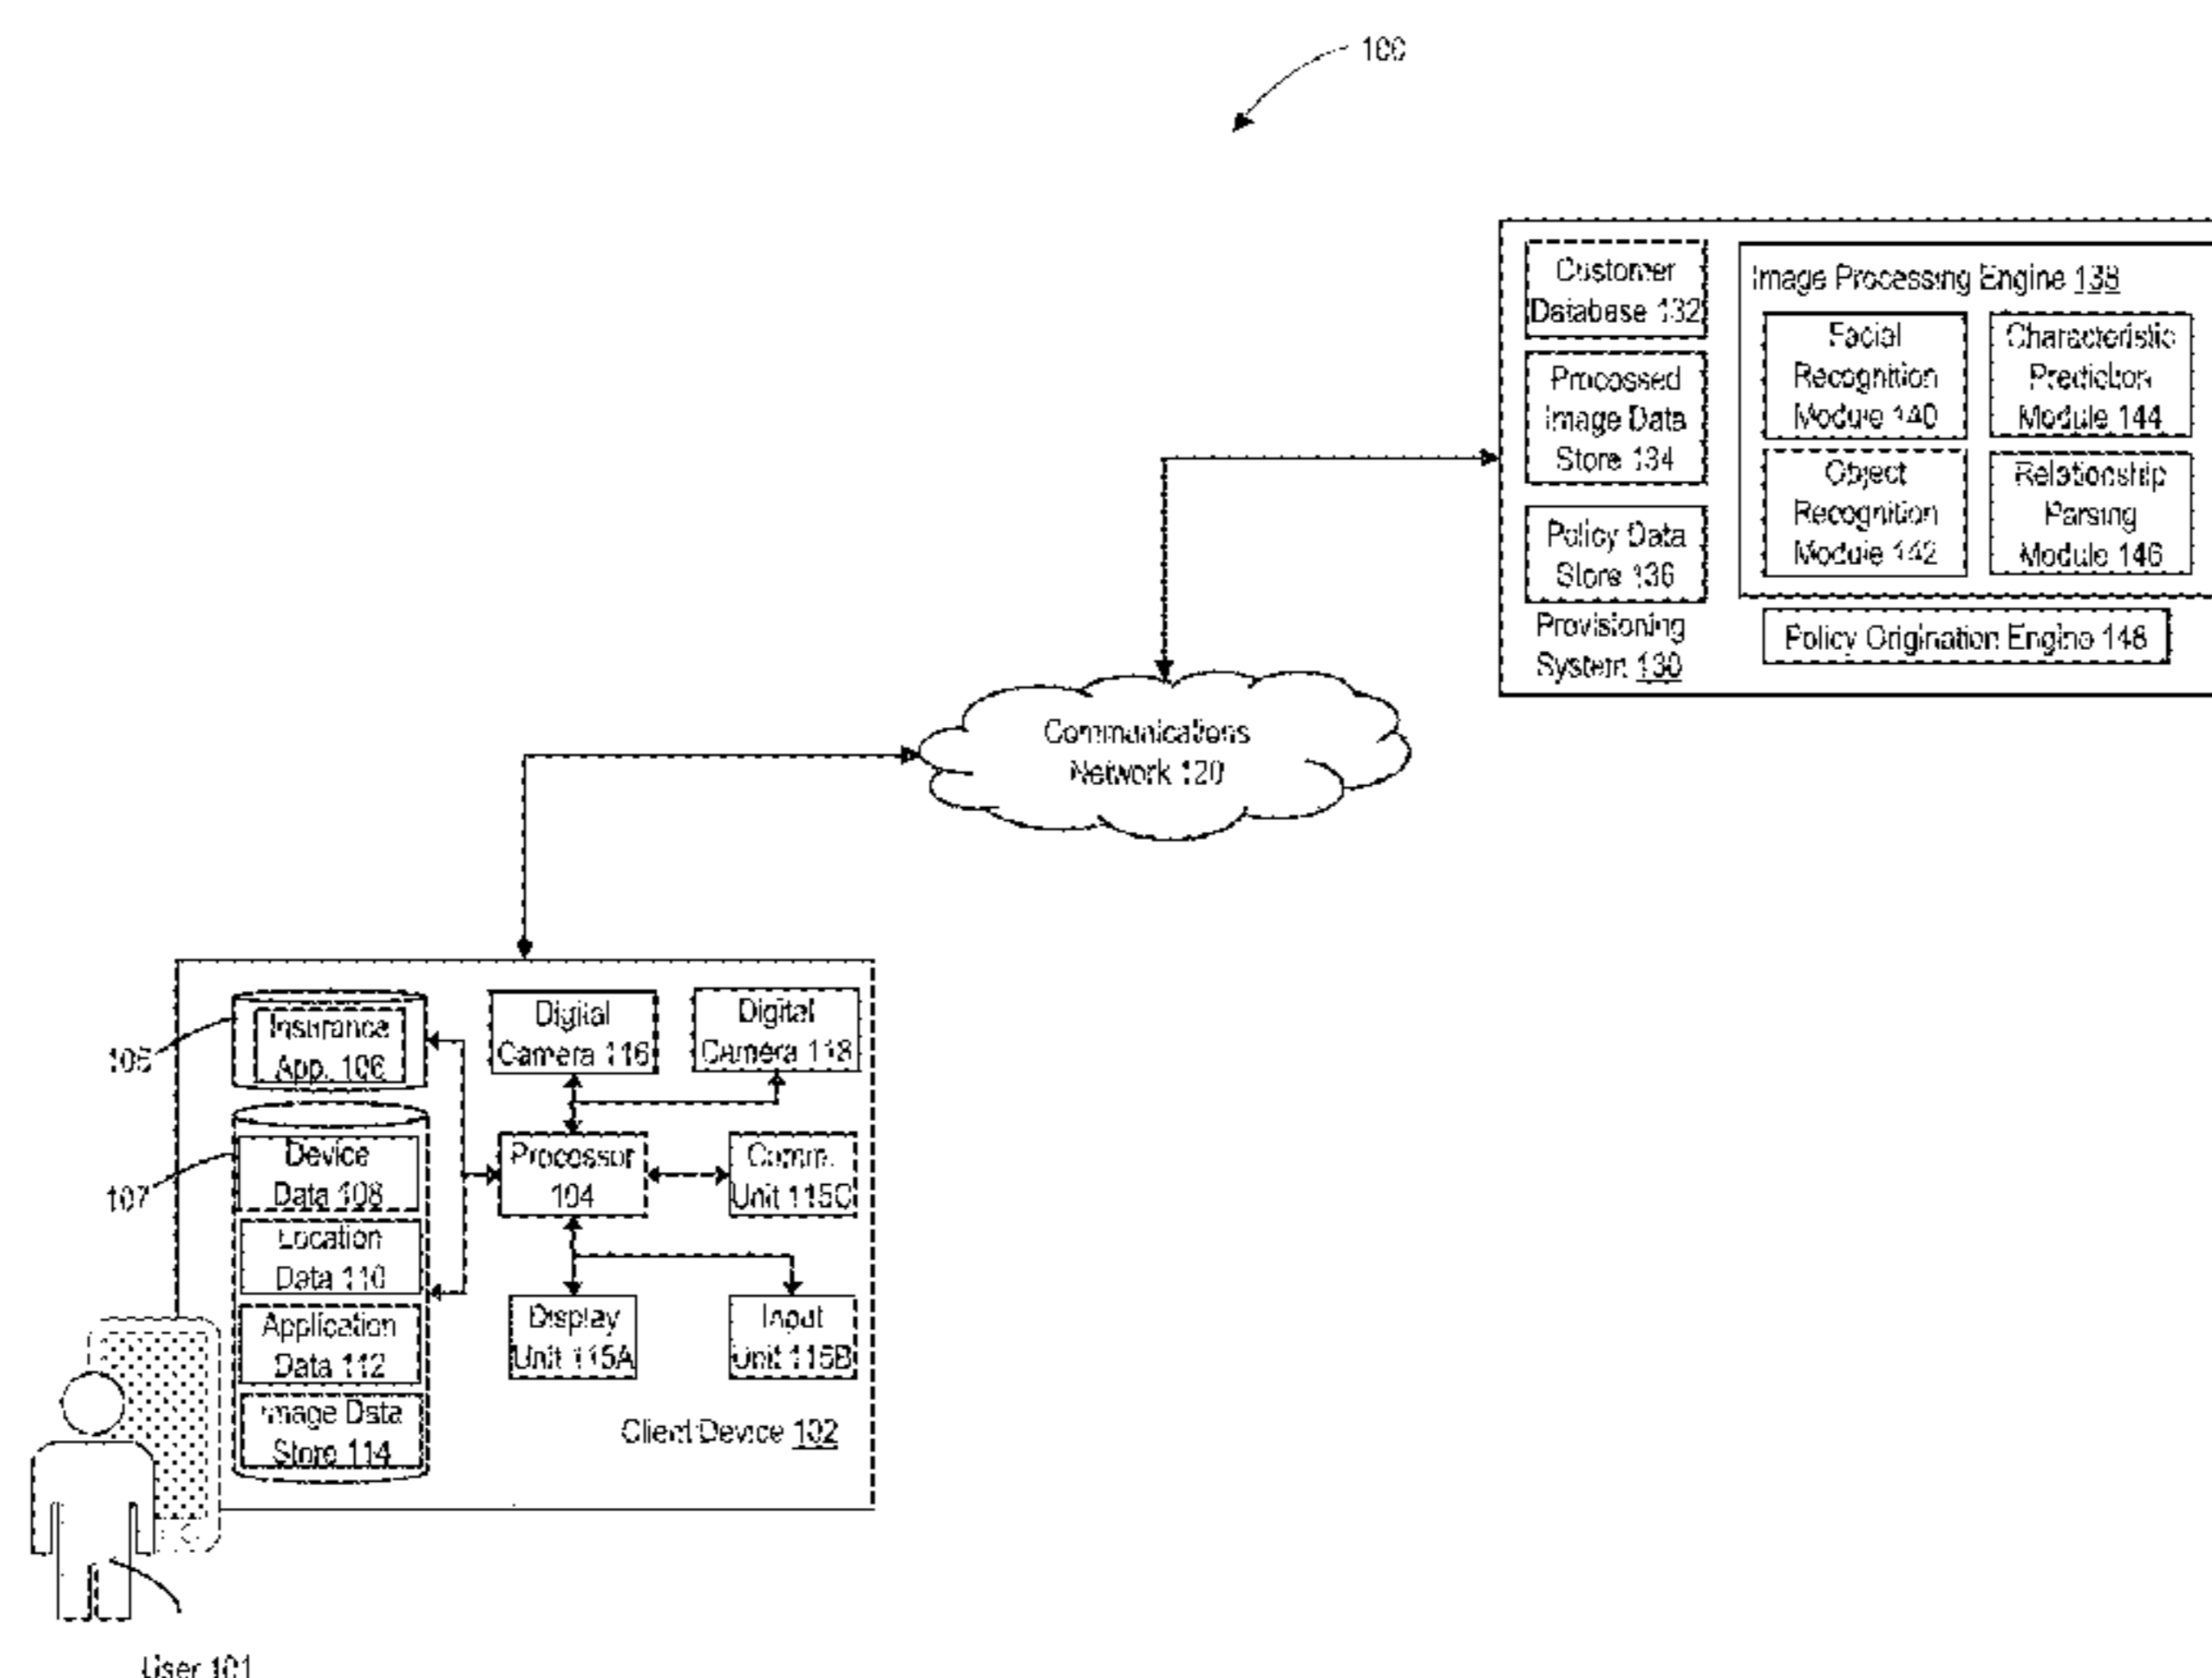 100
Customer
Database 132
Processed
Image Data
Store 134
Policy Data
Store 136
Provisioning
System 130
Image Processing Engine 138
Facial
Recognition
Module 140
Characteristic
Prediction
Module 144
Object
Recognition
Module 142
Relationship
Parsing
Module 146
Policy Origination Engine 148
Communications
Network 120
105
Insurance
App. 106
Digital
Camera 116
Digital
Camera 118
107
Device
Data 108
Location
Data 110
Application
Data 112
Image Data
Store 114
Processor
104
Comm.
Unit 115C
Display
Unit 115A
Input
Unit 115B
Client Device 102
User 101